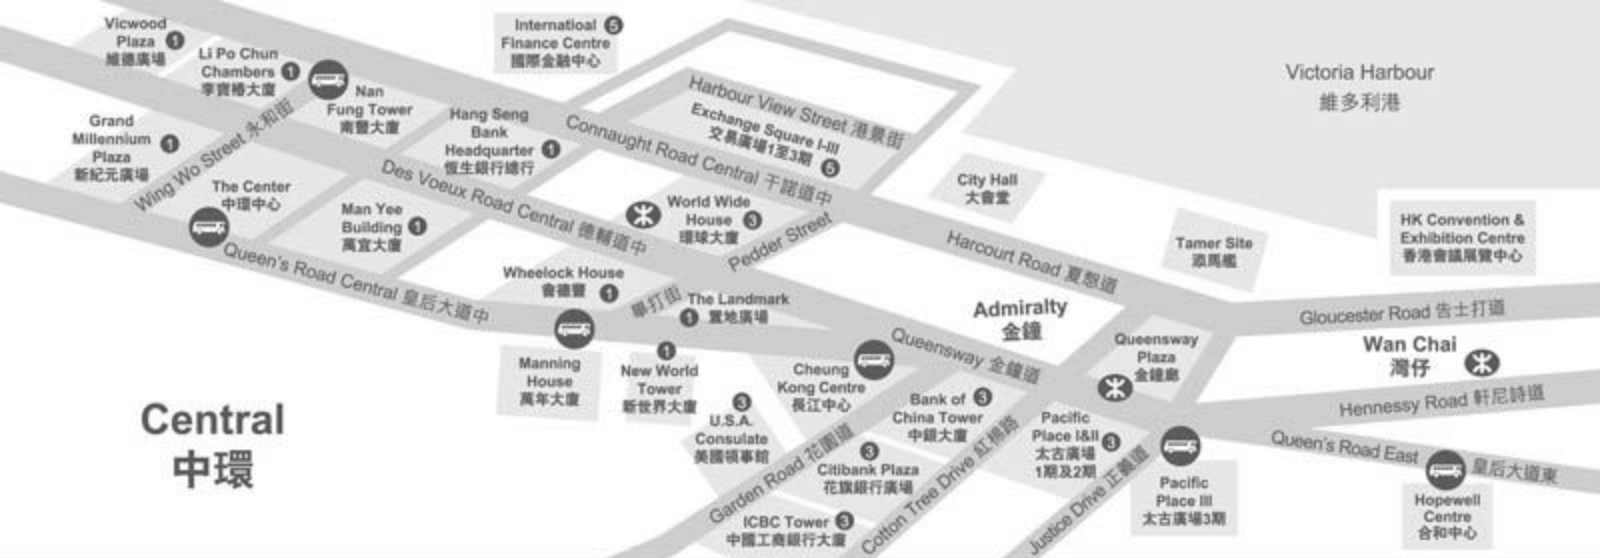 Vicwood
Plaza 1
維德廣場
Li Po Chun
Chambers 1
李寶椿大廈
Internatioal 5
Finance Centre
國際金融中心
Nan
Fung Tower
南豐大廈
Grand
Millennium 1
Plaza
新紀元廣場
Wing Wo Street 永和街
Hang Seng
Bank
Headquarter 1
恆生銀行總行
Harbour View Street 港景街
Exchange Square I-III
交易廣場1至3期 5
Connaught Road Central 干諾道中
Victoria Harbour
維多利港
The Center
中環中心
Man Yee
Building 1
萬宜大廈
Des Voeux Road Central 德輔道中
World Wide
House 3
環球大廈
Pedder Street
畢打街
City Hall
大會堂
Tamer Site
添馬艦
HK Convention &
Exhibition Centre
香港會議展覽中心
Queen's Road Central 皇后大道中
Wheelock House
會德豐 1
The Landmark
1 置地廣場
Harcourt Road 夏慤道
Admiralty
金鐘
Gloucester Road 告士打道
Manning
House
萬年大廈
1
New World
Tower
新世界大廈
Cheung
Kong Centre
長江中心
Queensway 金鐘道
Queensway
Plaza
金鐘廊
Wan Chai
灣仔
Hennessy Road 軒尼詩道
Central
中環
3
U.S.A.
Consulate
美國領事館
Bank of 3
China Tower
中銀大廈
3
Citibank Plaza
花旗銀行廣場
Pacific
Place I&II 3
太古廣場
1期及2期
Garden Road 花園道
Cotton Tree Drive 紅棉路
Justice Drive 正義道
ICBC Tower 3
中國工商銀行大廈
Pacific
Place III
太古廣場3期
Queen's Road East 皇后大道東
Hopewell
Centre
合和中心